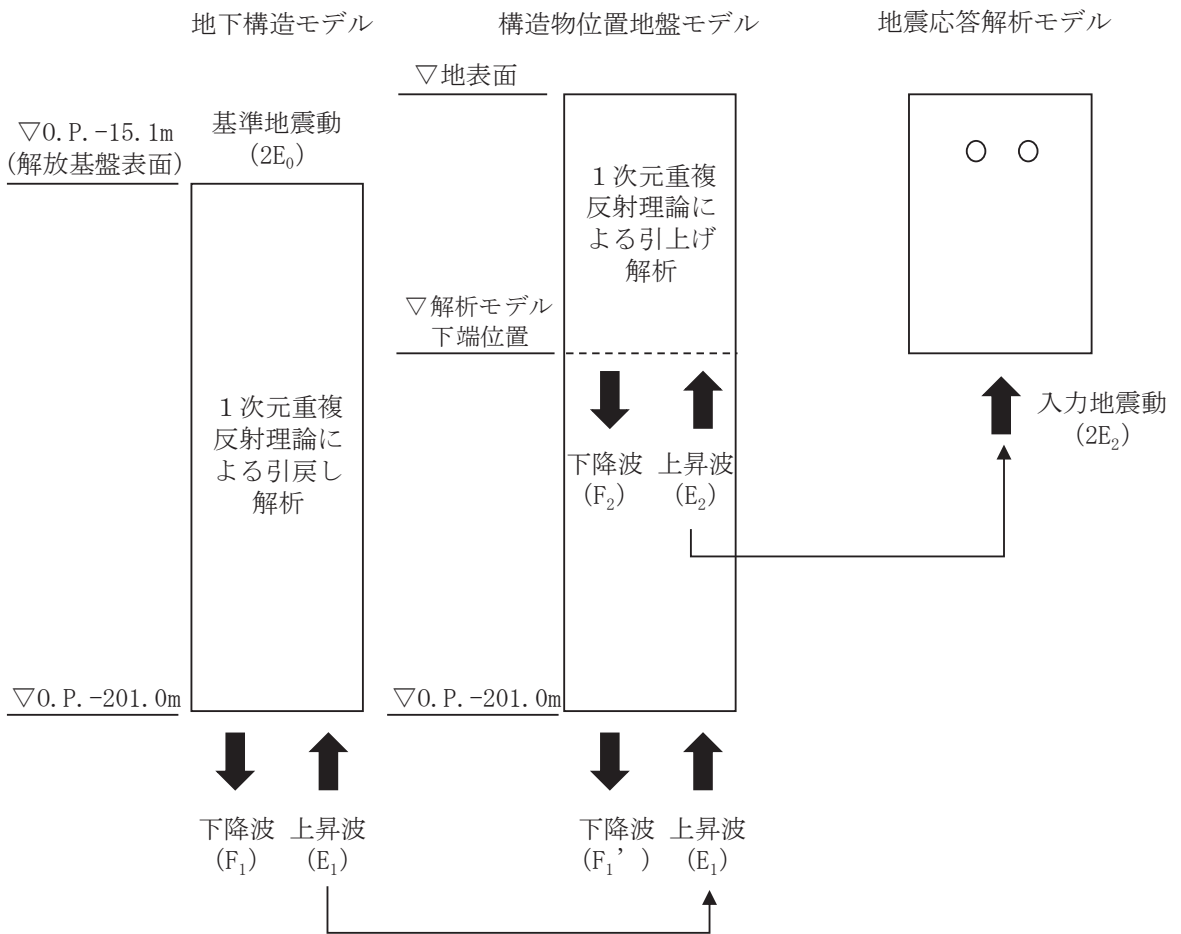 地下構造モデル
▽O.P.-15.1m
(解放基盤表面)
基準地震動
(2E₀)
1次元重複
反射理論に
よる引戻し
解析
▽O.P.-201.0m
下降波
(F₁)
上昇波
(E₁)
構造物位置地盤モデル
▽地表面
1次元重複
反射理論に
よる引上げ
解析
▽解析モデル
下端位置
下降波
(F₂)
上昇波
(E₂)
▽O.P.-201.0m
下降波
(F₁’)
上昇波
(E₁)
地震応答解析モデル
入力地震動
(2E₂)